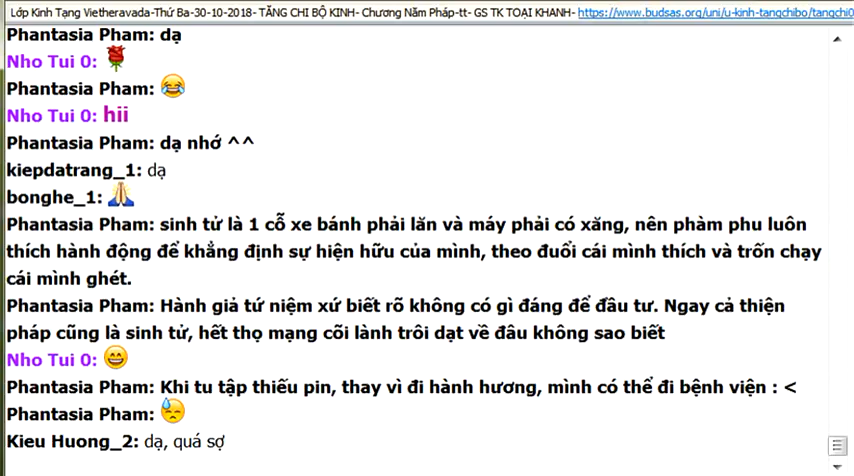 Lớp Kinh Tạng Vietheravada-Thứ Ba-30-10-2018- TĂNG CHI BỘ KINH- Chương Năm Pháp-tt- GS TK TOẠI KHANH- https://www.budsas.org/uni/u-kinh-tangchibo/tangchi0
Phantasia Pham: dạ
Nho Tui 0: 🌹
Phantasia Pham: 😂
Nho Tui 0: hii
Phantasia Pham: dạ nhớ ^^
kiepdatrang_1: dạ
bonghe_1: 🙏
Phantasia Pham: sinh tử là 1 cỗ xe bánh phải lăn và máy phải có xăng, nên phàm phu luôn
thích hành động để khẳng định sự hiện hữu của mình, theo đuổi cái mình thích và trốn chạy
cái mình ghét.
Phantasia Pham: Hành giả tứ niệm xứ biết rõ không có gì đáng để đầu tư. Ngay cả thiện
pháp cũng là sinh tử, hết thọ mạng cõi lành trôi dạt về đâu không sao biết
Nho Tui 0: 😄
Phantasia Pham: Khi tu tập thiếu pin, thay vì đi hành hương, mình có thể đi bệnh viện : <
Phantasia Pham: 😓
Kieu Huong_2: dạ, quá sợ